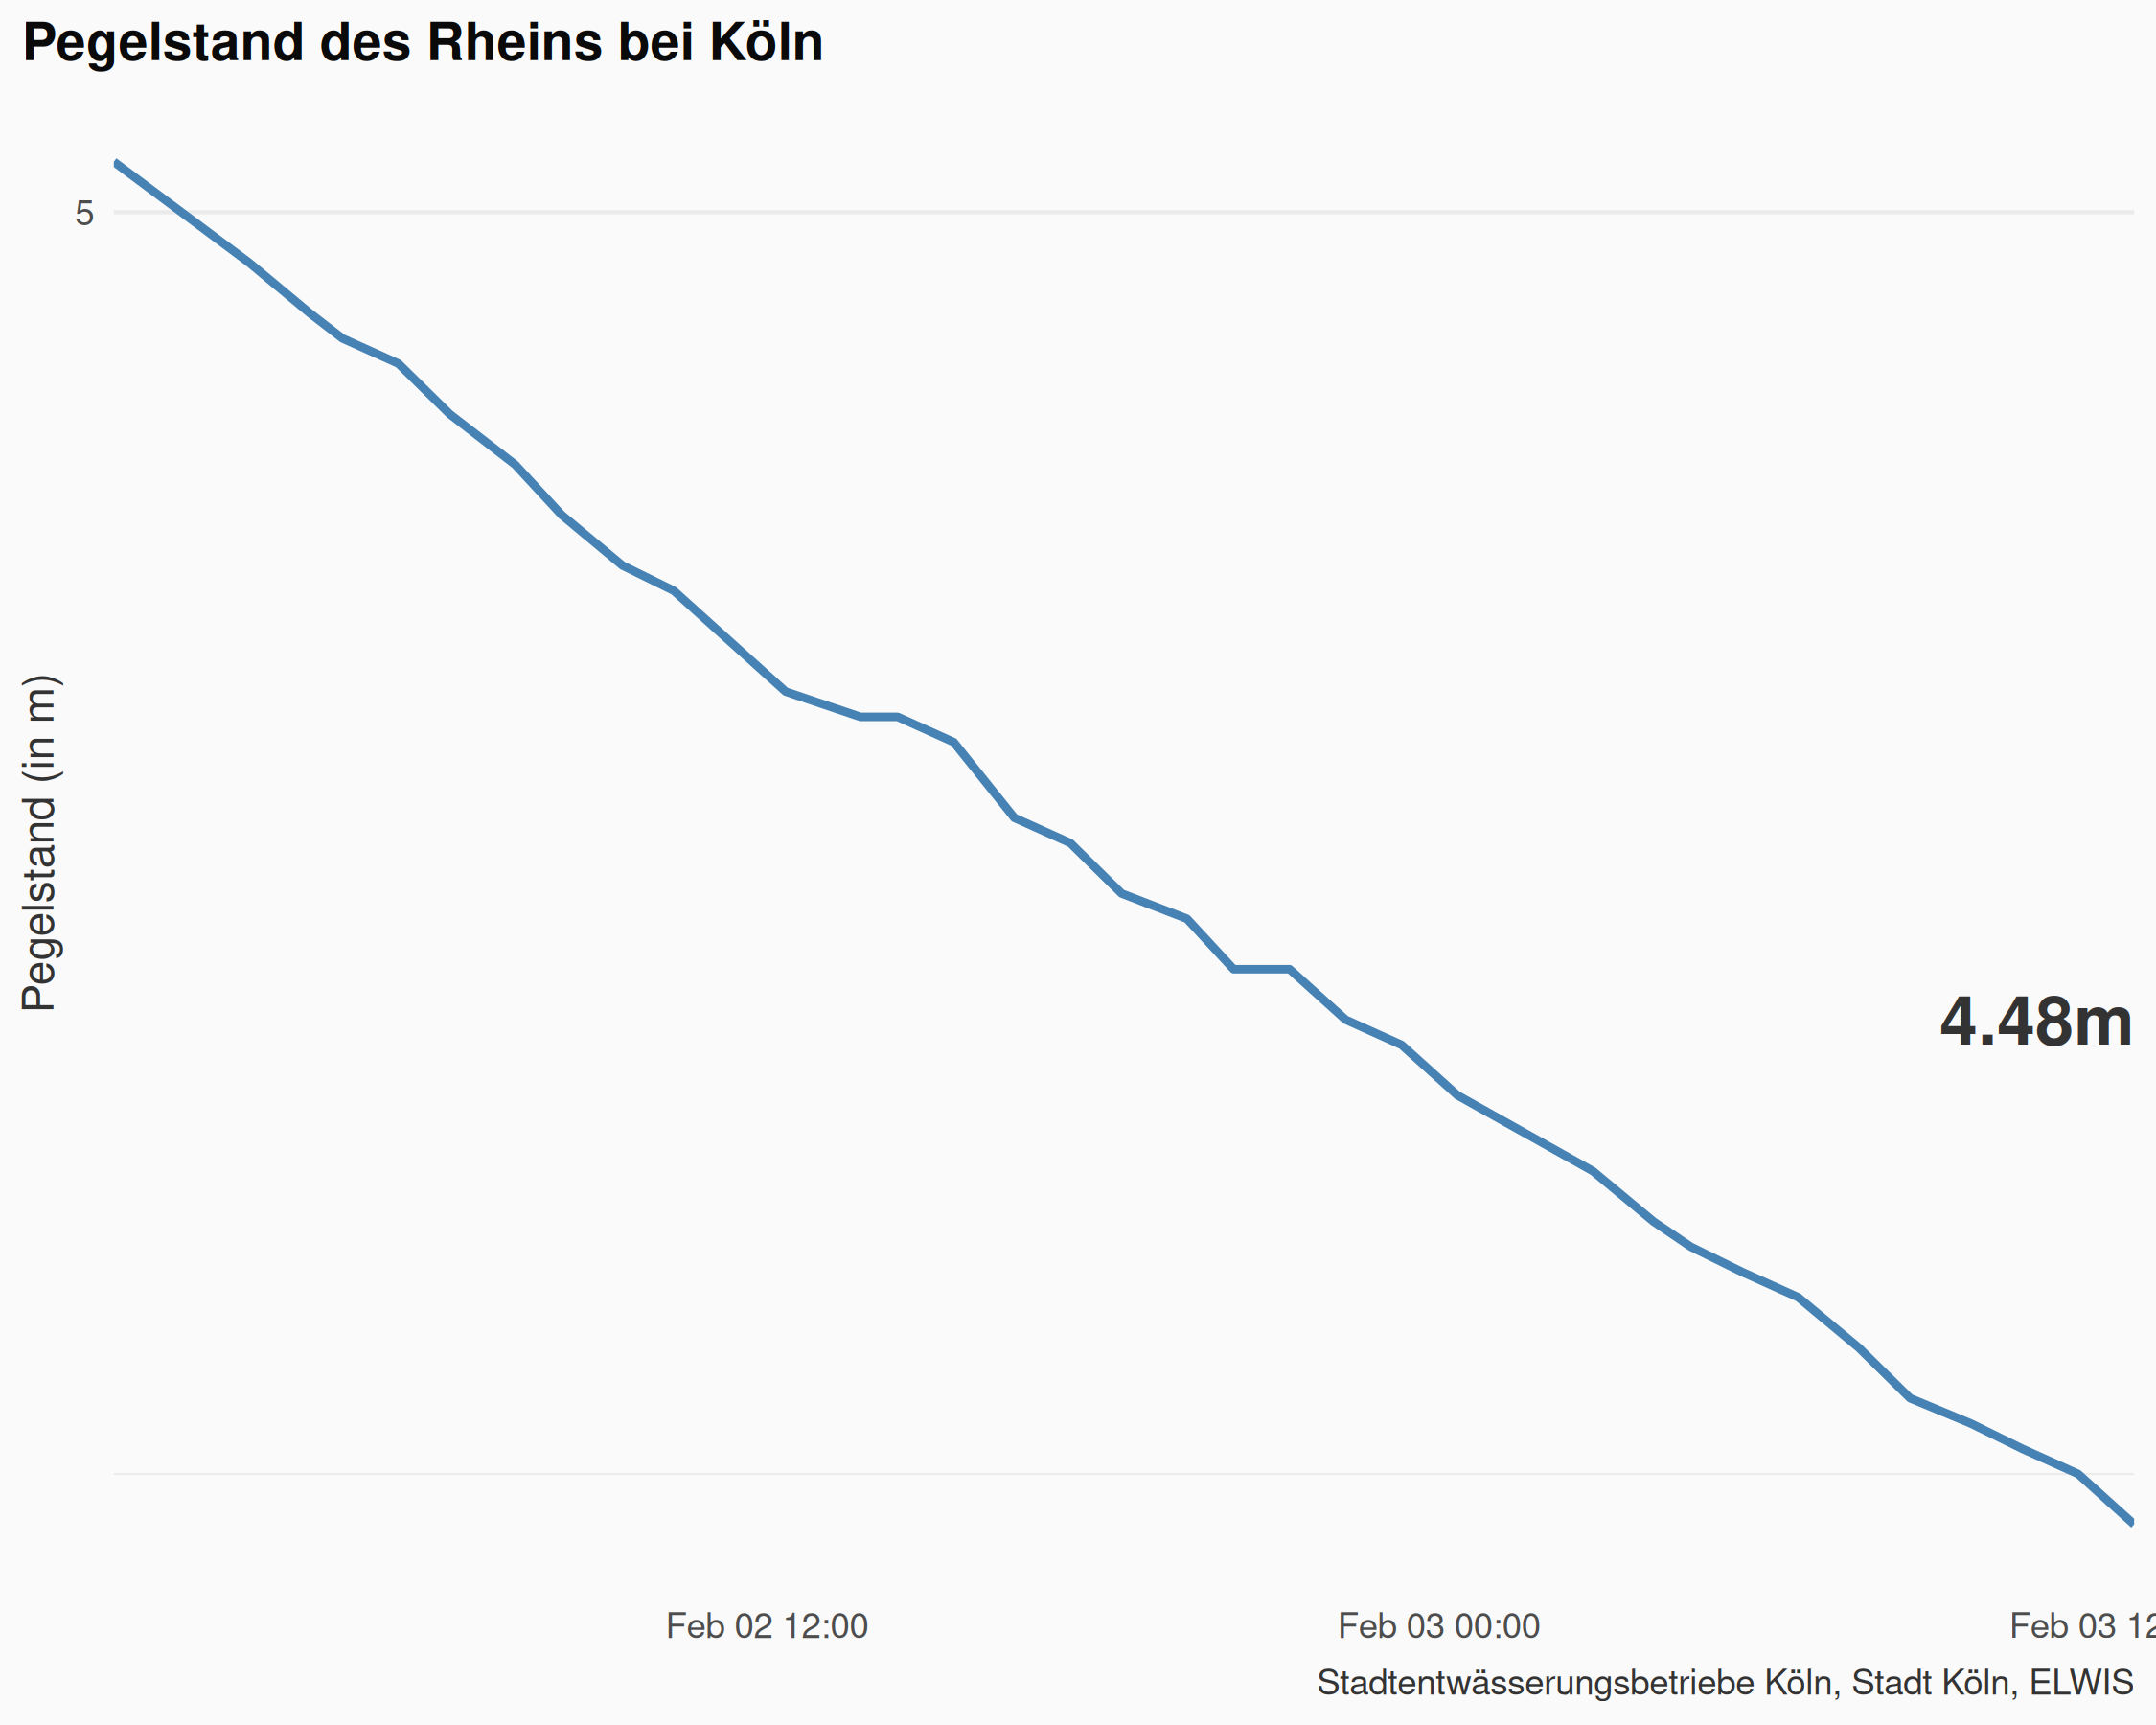 Pegelstand des Rheins bei Köln
5
Pegelstand (in m)
4.48m
Feb 02 12:00
Feb 03 00:00
Feb 03 12
Stadtentwässerungsbetriebe Köln, Stadt Köln, ELWIS